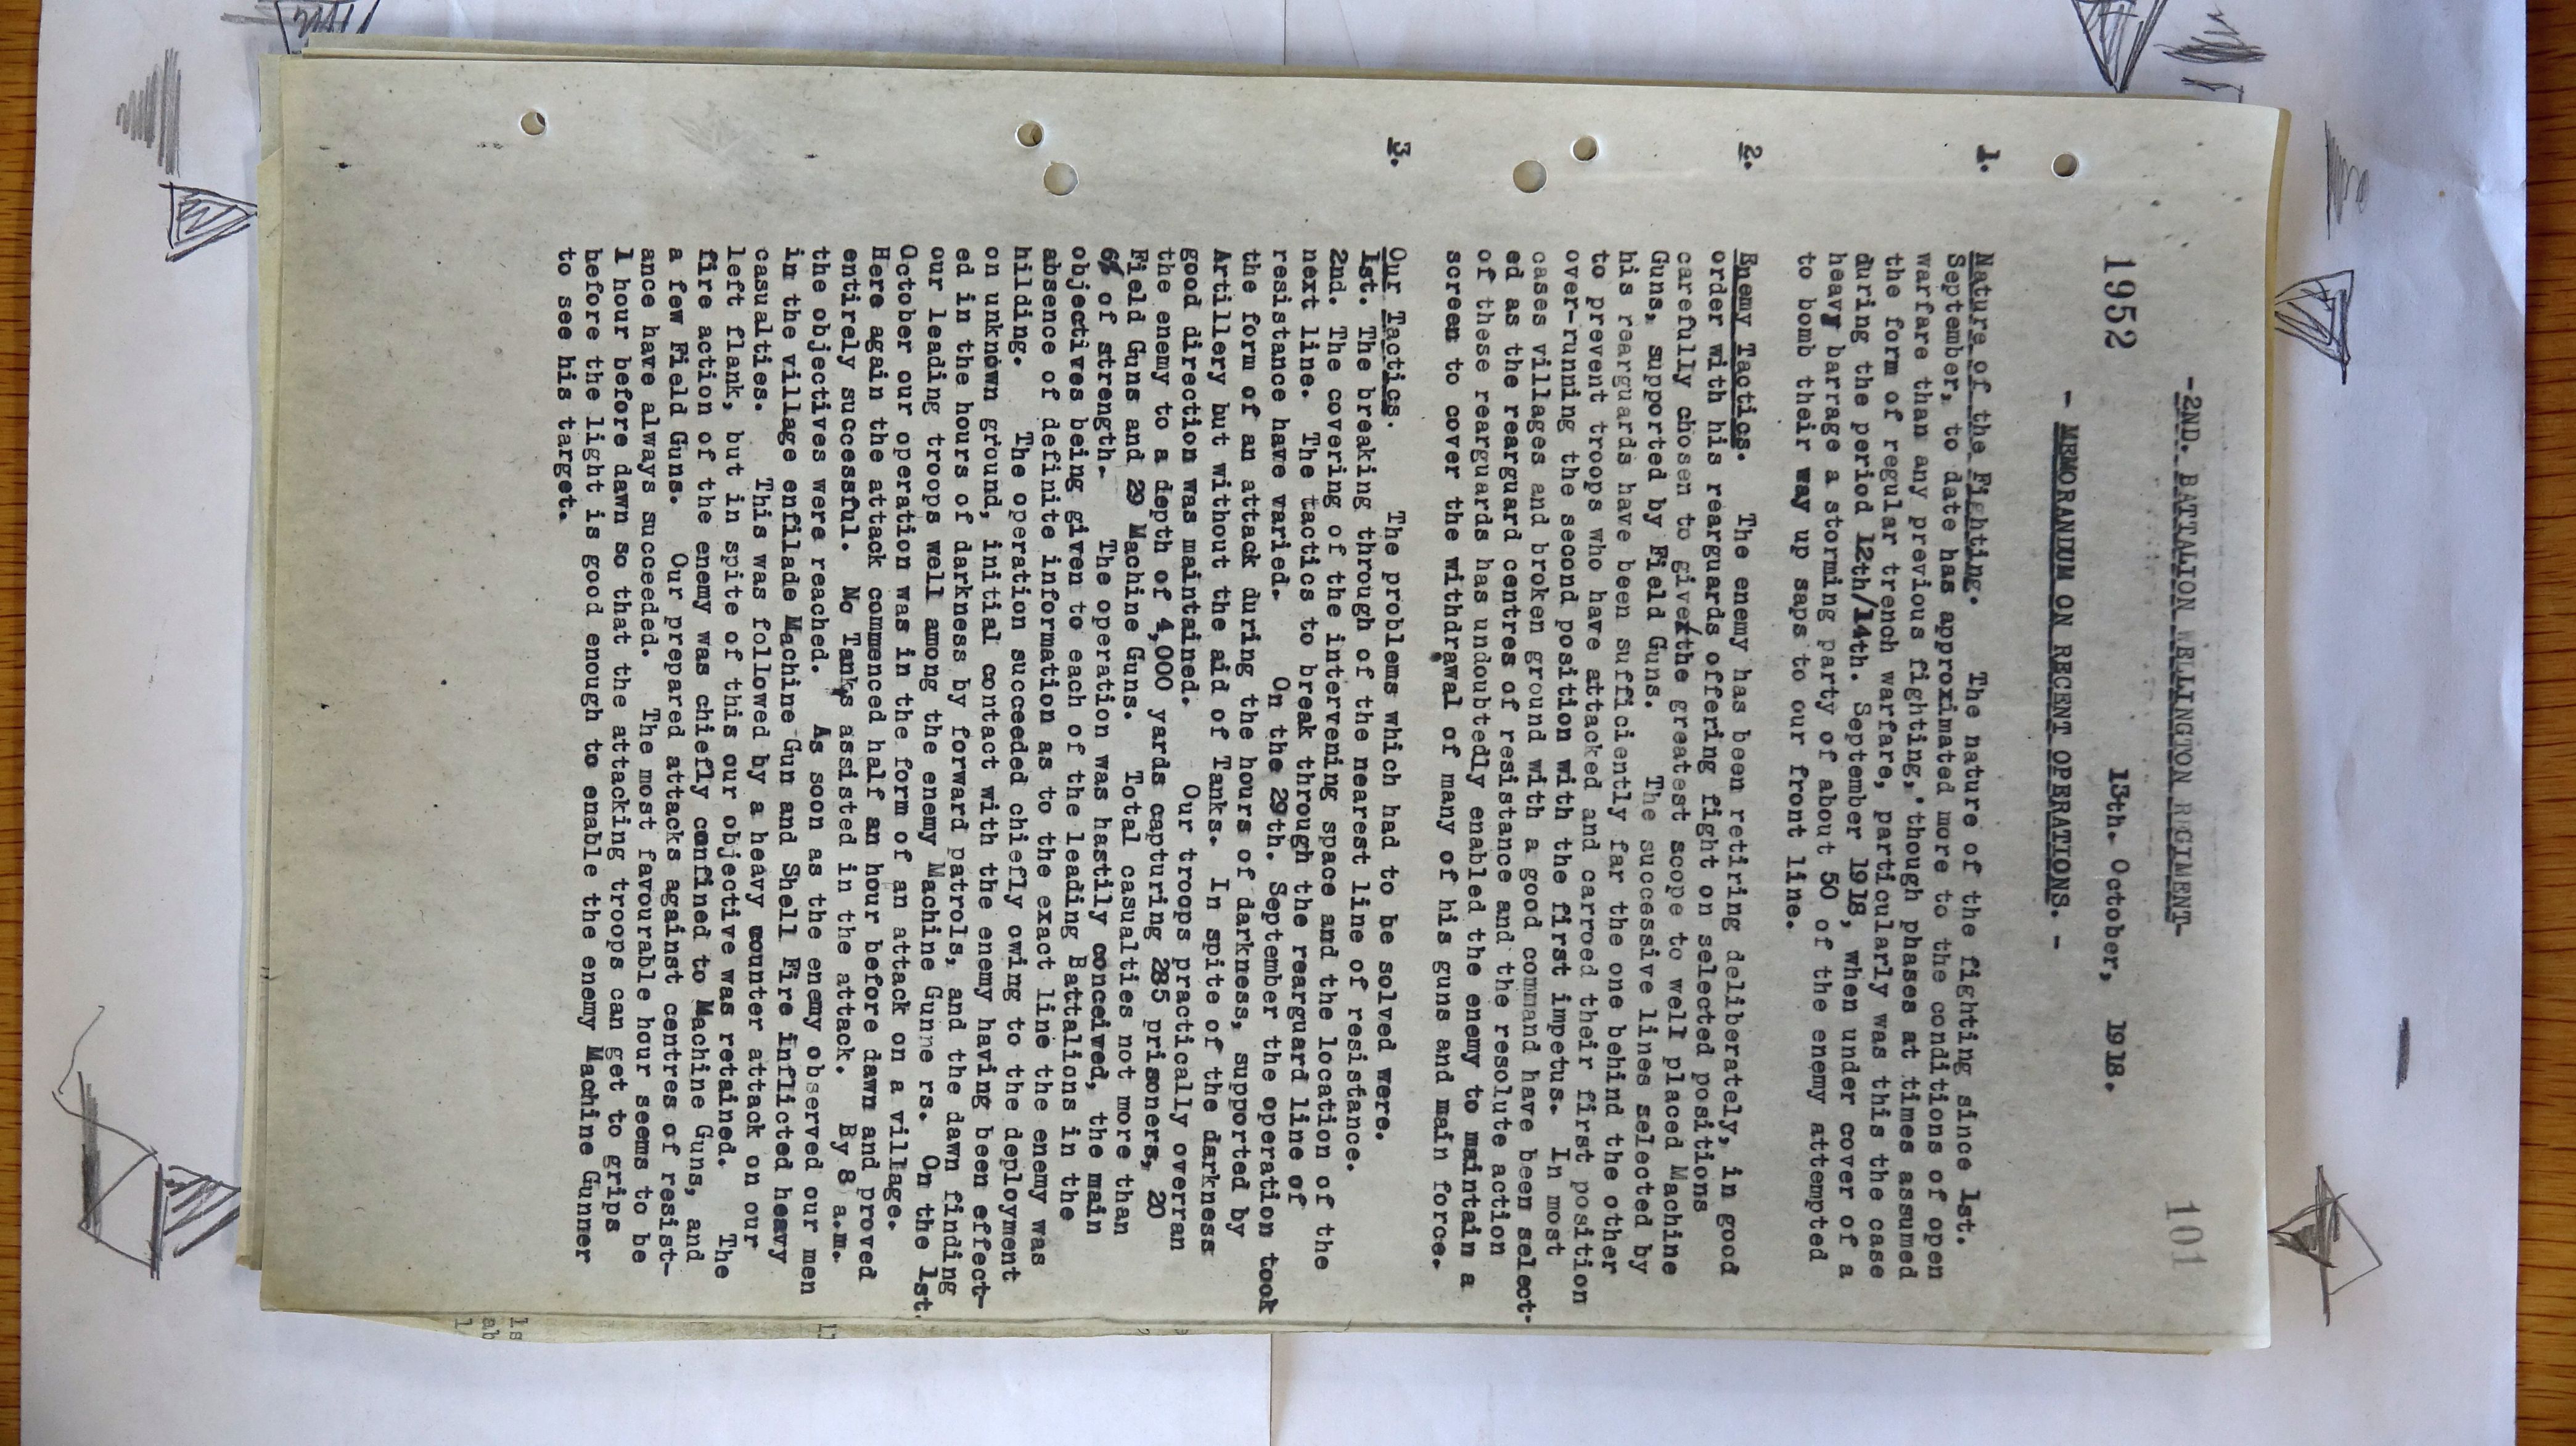 101
-2ND. BATTALION WELLINGTON REGIMENT-
1952
13th. October, 1918.
- MEMORANDUM ON RECENT OPERATIONS. -
1. Nature of the Fighting. The nature of the fighting since 1st.
September, to date has approximated more to the conditions of open
warfare than any previous fighting, though phases at times assumed
the form of regular trench warfare, particularly was this the case
during the period 12th/14th. September 1918, when under cover of a
heavy barrage a storming party of about 50 of the enemy attempted
to bomb their way up saps to our front line.
2. Enemy Tactics. The enemy has been retiring deliberately, in good
order with his rearguards offering fight on selected positions
carefully chosen to give/the greatest scope to well placed Machine
Guns, supported by Field Guns. The successive lines selected by
his rearguards have been sufficiently far the one behind the other
to prevent troops who have attacked and carroed their first position
over-running the second position with the first impetus. In most
cases villages and broken ground with a good command have been select-
ed as the rearguard centres of resistance and the resolute action
of these rearguards has undoubtedly enabled the enemy to maintain a
screen to cover the withdrawal of many of his guns and main force.
3. Our Tactics. The problems which had to be solved were.
1st. The breaking through of the nearest line of resistance.
2nd. The covering of the intervening space and the location of the
next line. The tactics to break through the rearguard line of
resistance have varied. On the 29th. September the operation took
the form of an attack during the hours of darkness, supported by
Artillery but without the aid of Tanks. In spite of the darkness
good direction was maintained. Our troops practically overran
the enemy to a depth of 4,000 yards capturing 285 prisoners, 20
Field Guns and 29 Machine Guns. Total casualties not more than
6% of strength- The operation was hastily conceived, the main
objectives being given to each of the leading Battalions in the
absence of definite information as to the exact line the enemy was
hilding. The operation succeeded chiefly owing to the deployment
on unknown ground, initial contact with the enemy having been effect-
ed in the hours of darkness by forward patrols, and the dawn finding
our leading troops well among the enemy Machine Gunne rs. On the 1st.
October our operation was in the form of an attack on a village.
Here again the attack commenced half an hour before dawn and proved
entirely successful. No Tanks assisted in the attack. By 8 a.m.
the objectives were reached. As soon as the enemy observed our men
in the village enfilade Machine Gun and Shell Fire inflicted heavy
casualties. This was followed by a heavy counter attack on our
left flank, but in spite of this our objective was retained. The
fire action of the enemy was chiefly confined to Machine Guns, and
a few Field Guns. Our prepared attacks against centres of resist-
ance have always succeeded. The most favourable hour seems to be
1 hour before dawn so that the attacking troops can get to grips
before the light is good enough to enable the enemy Machine Gunner
to see his target.